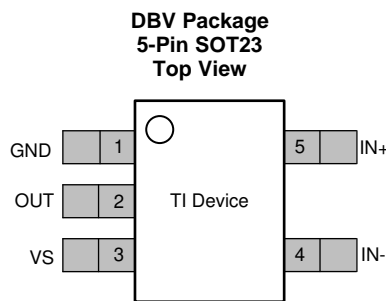 DBV Package
5-Pin SOT23
Top View
GND 1 5 IN+
OUT 2 TI Device
VS 3 4 IN-